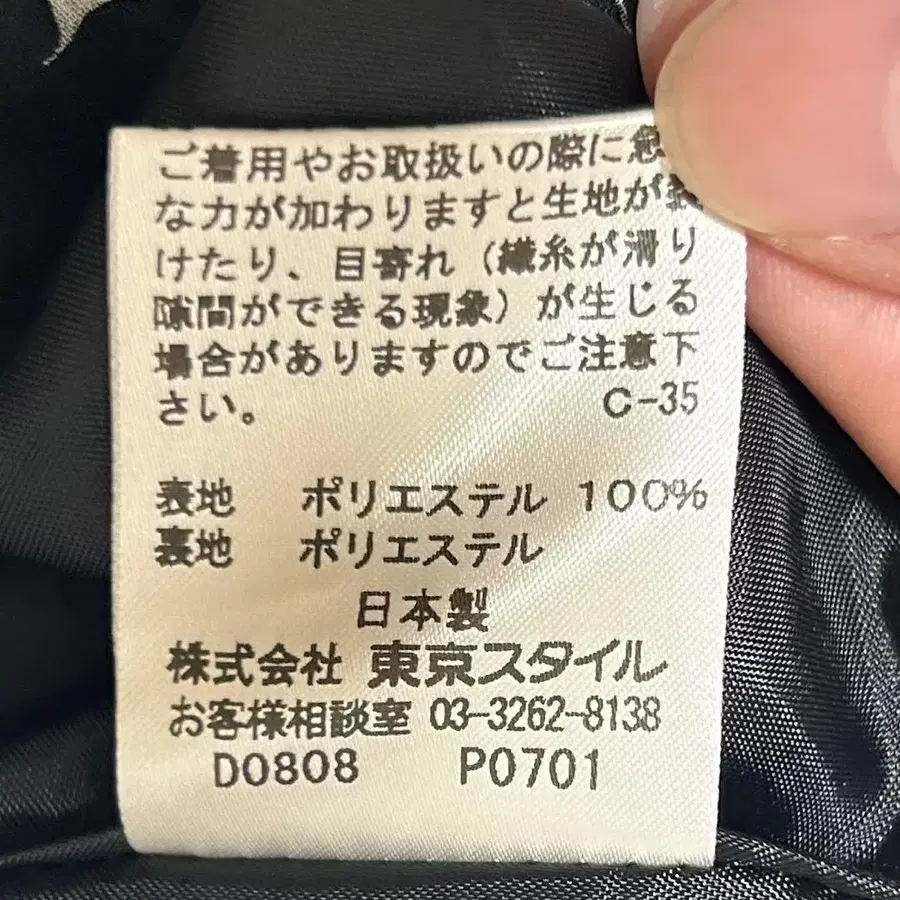 ご着用やお取扱いの際に急
な力が加わりますと生地が裂
けたり、目寄れ（繊糸が滑り
隙間ができる現象）が生じる
場合がありますのでご注意下
さい。 C-35
表地 ポリエステル 100%
裏地 ポリエステル
日本製
株式会社 東京スタイル
お客様相談室 03-3262-8138
D0808 P0701